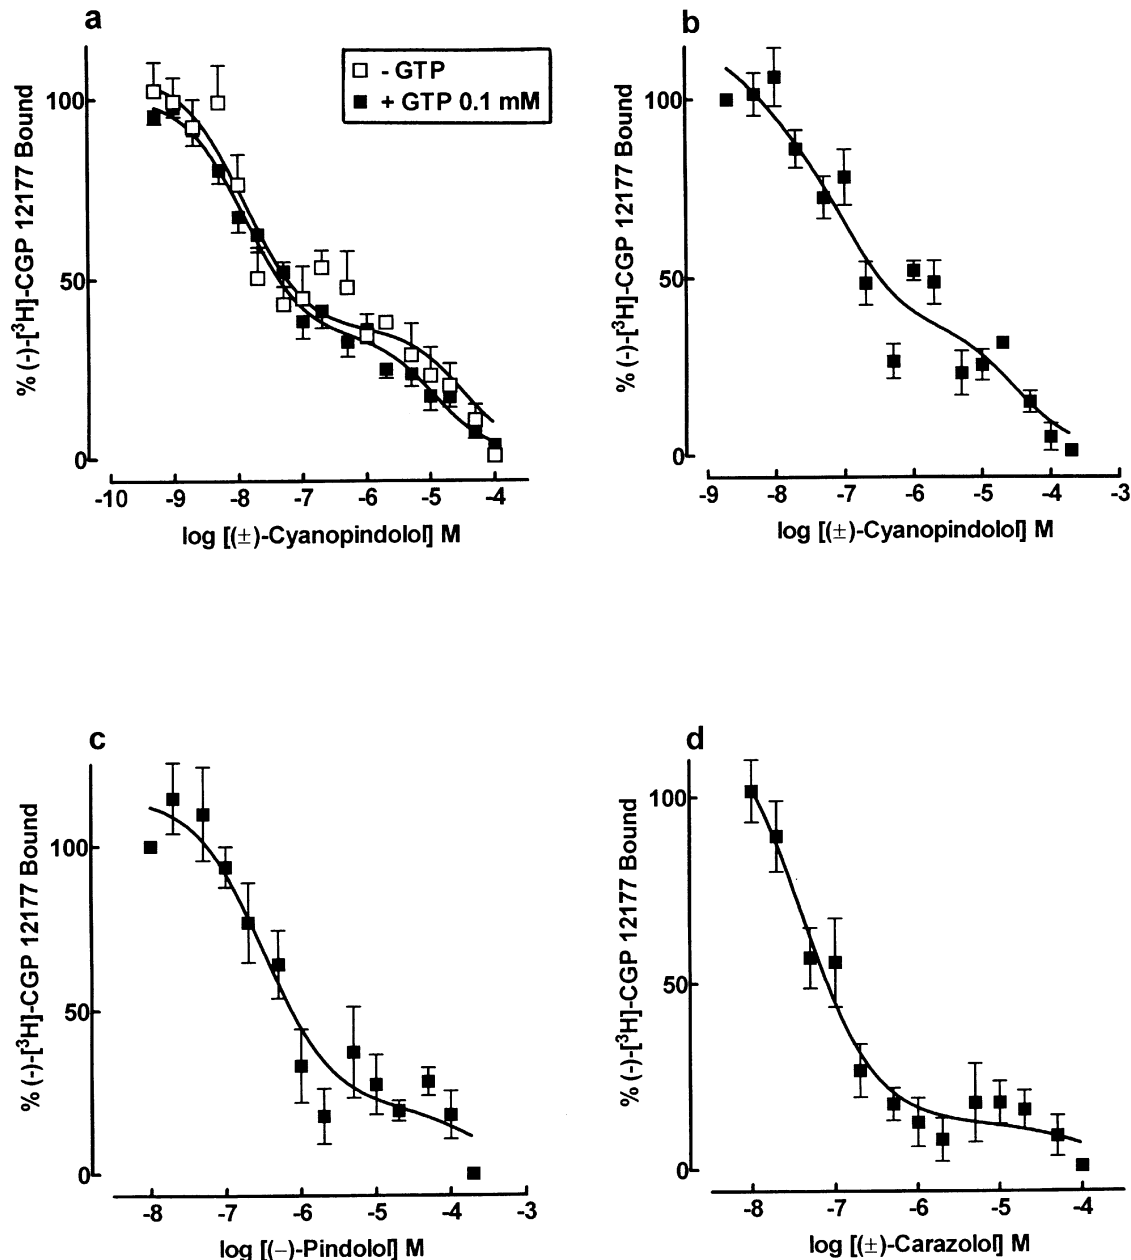 a
% (-)-[³H]-CGP 12177 Bound
100
50
0
- GTP
+ GTP 0.1 mM
-10 -9 -8 -7 -6 -5 -4
log [(±)-Cyanopindolol] M
b
% (-)-[³H]-CGP 12177 Bound
100
50
0
-9 -8 -7 -6 -5 -4 -3
log [(±)-Cyanopindolol] M
c
% (-)-[³H]-CGP 12177 Bound
100
50
0
-8 -7 -6 -5 -4 -3
log [(−)-Pindolol] M
d
% (-)-[³H]-CGP 12177 Bound
100
50
0
-8 -7 -6 -5 -4
log [(±)-Carazolol] M